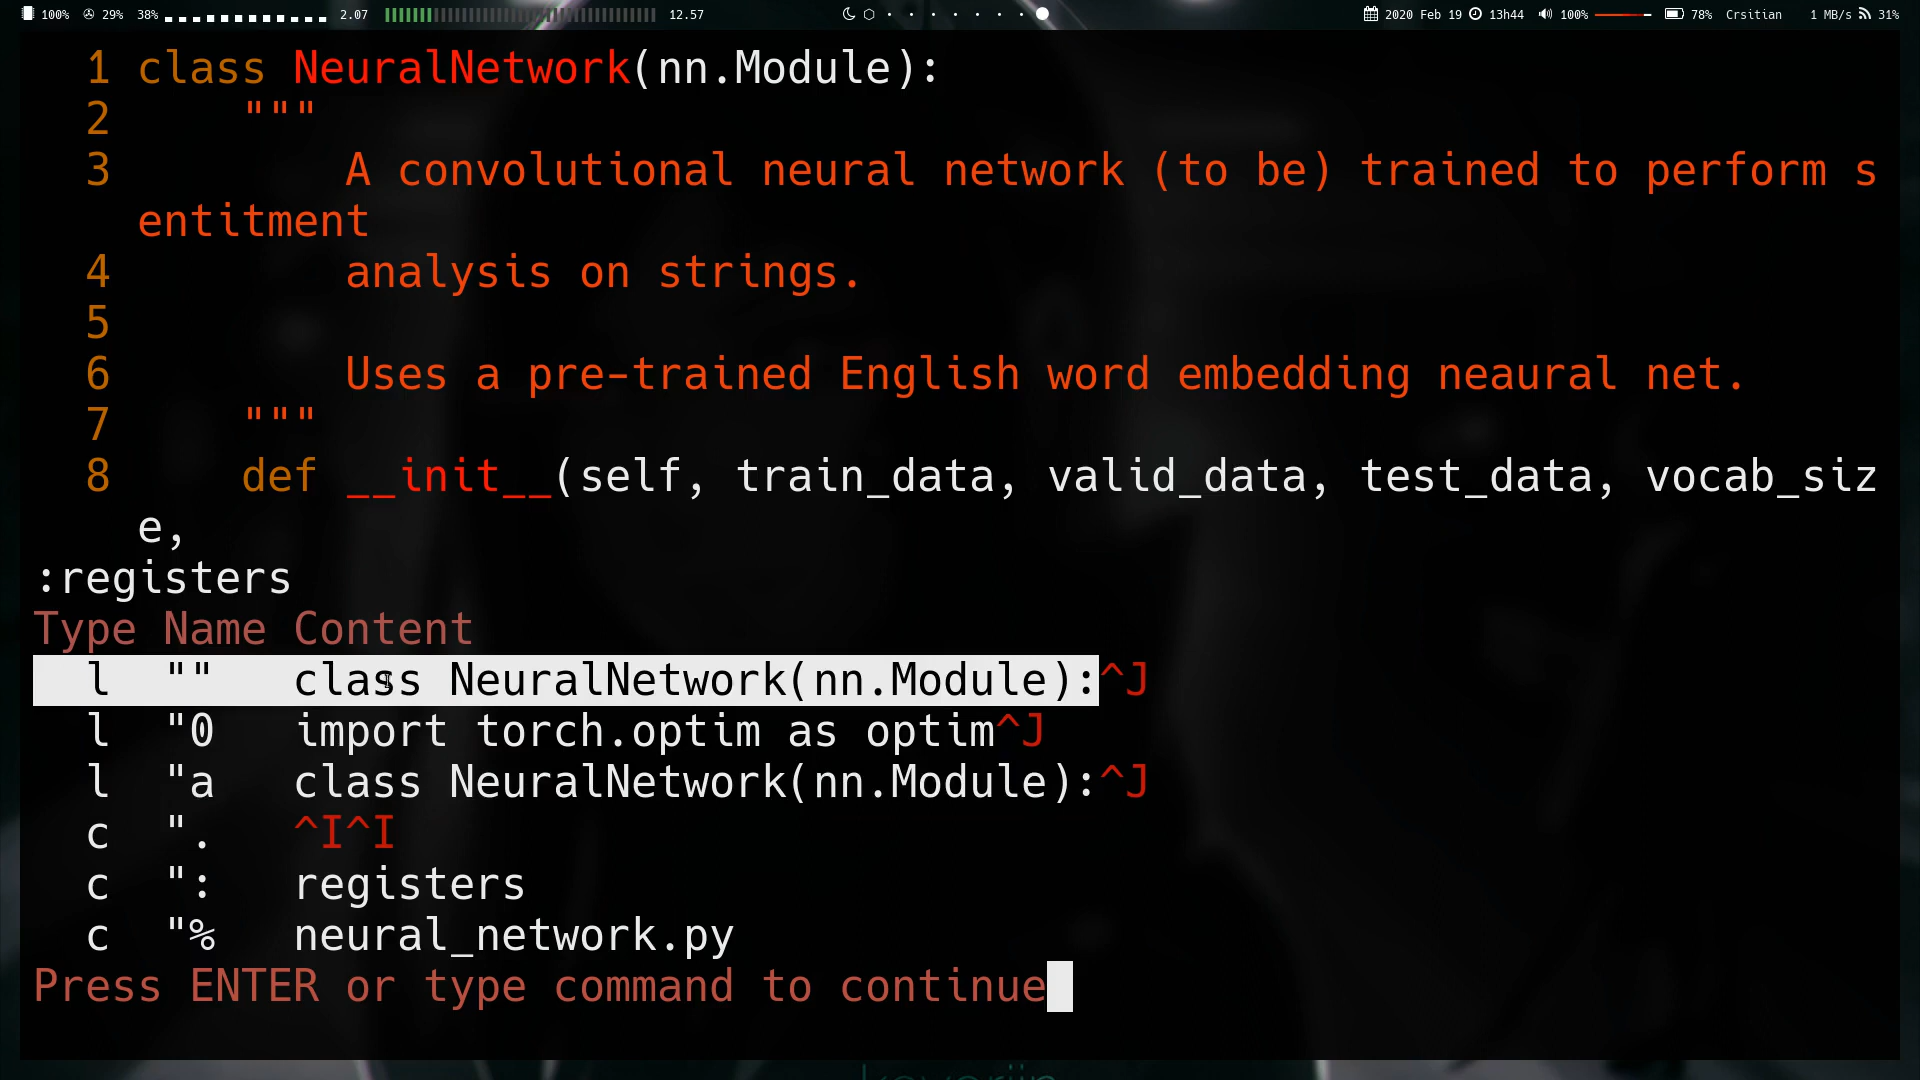 100% 29% 38% 2.07 12.57 2020 Feb 19 13h44 100% 78% Crsitian 1 MB/s 31%
1 class NeuralNetwork(nn.Module):
2 """
3 A convolutional neural network (to be) trained to perform s
entitment
4 analysis on strings.
5
6 Uses a pre-trained English word embedding neaural net.
7 """
8 def __init__(self, train_data, valid_data, test_data, vocab_siz
e,
:registers
Type Name Content
l "" class NeuralNetwork(nn.Module):^J
l "0 import torch.optim as optim^J
l "a class NeuralNetwork(nn.Module):^J
c ". ^I^I
c ": registers
c "% neural_network.py
Press ENTER or type command to continue